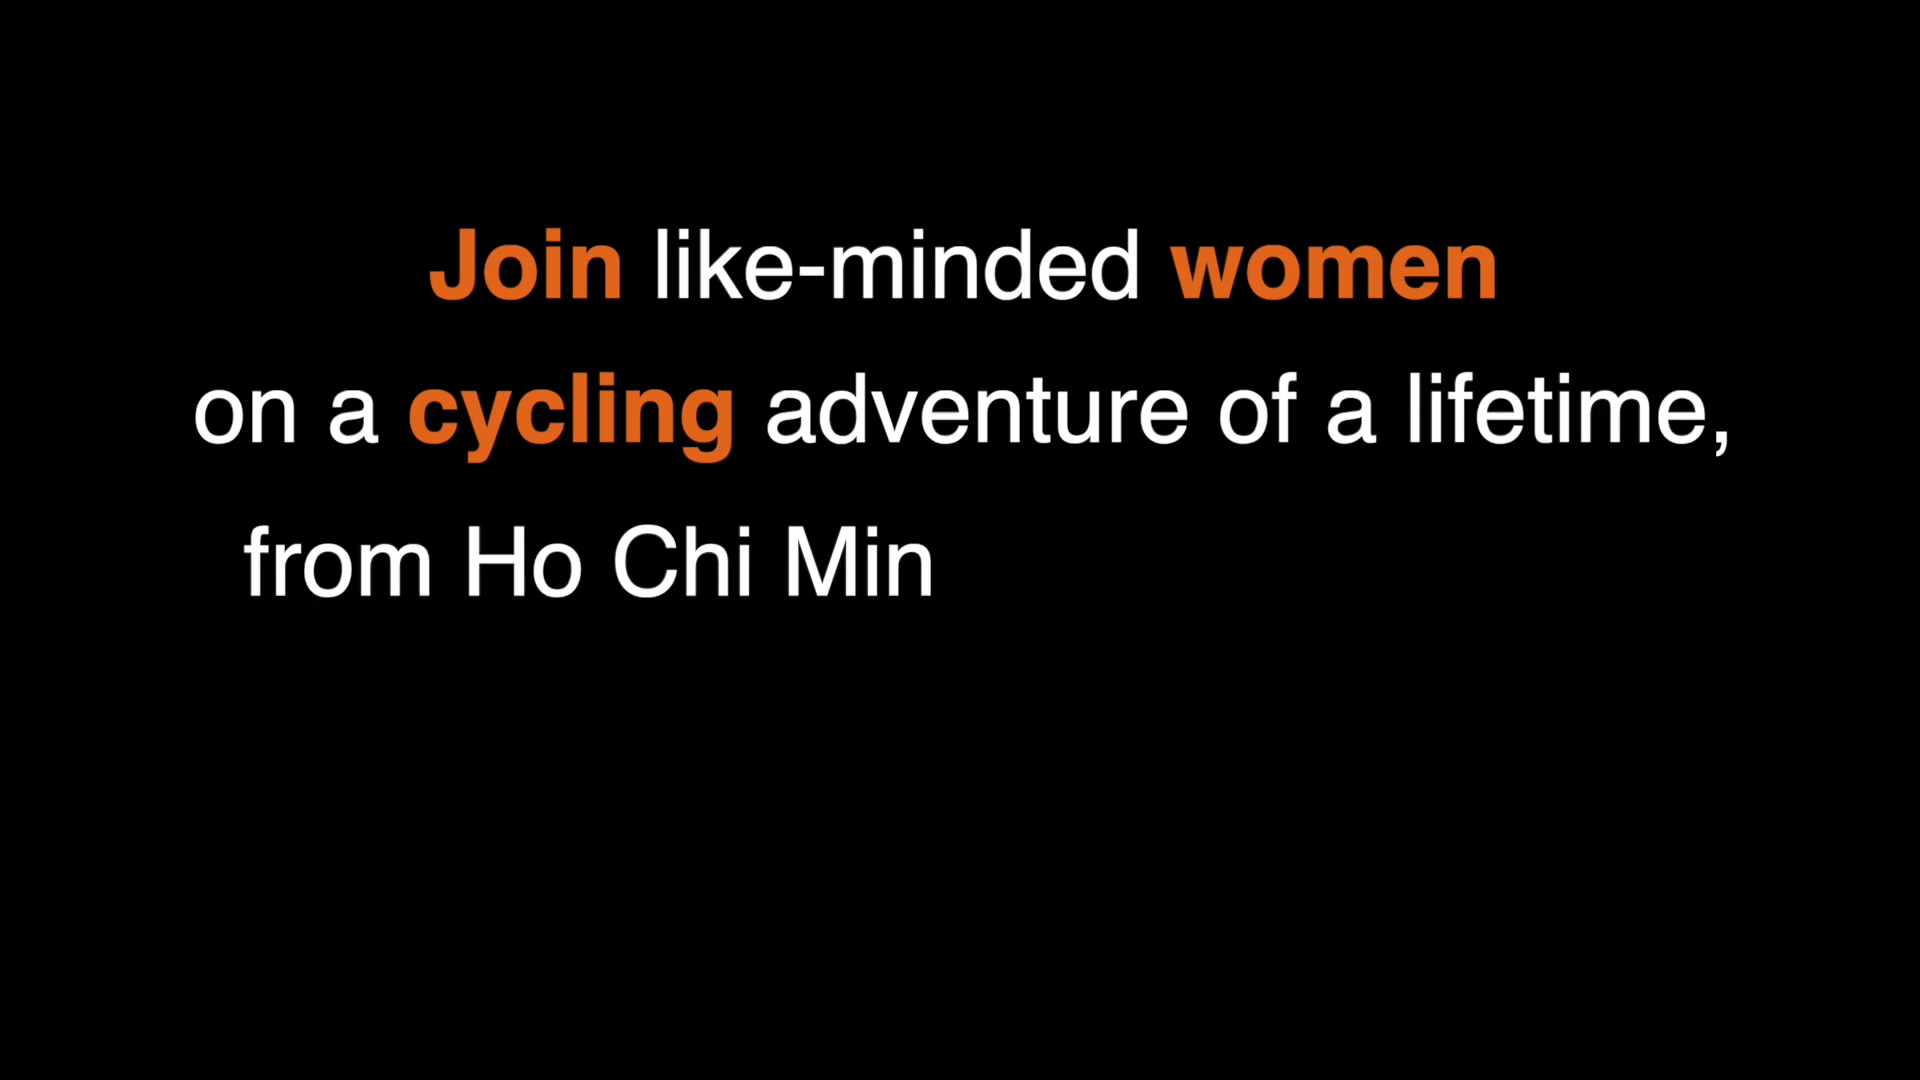 Join like-minded women
on a cycling adventure of a lifetime,
from Ho Chi Min